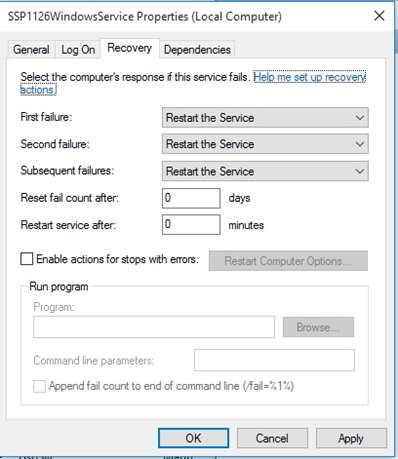 SSP1126WindowsService Properties (Local Computer)
General Log On Recovery Dependencies
Select the computer's response if this service fails. Help me set up recovery
actions.
First failure: Restart the Service
Second failure: Restart the Service
Subsequent failures: Restart the Service
Reset fail count after: 0 days
Restart service after: 0 minutes
Enable actions for stops with errors. Restart Computer Options...
Run program
Program:
Browse...
Command line parameters:
Append fail count to end of command line (/fail=%1%)
OK Cancel Apply